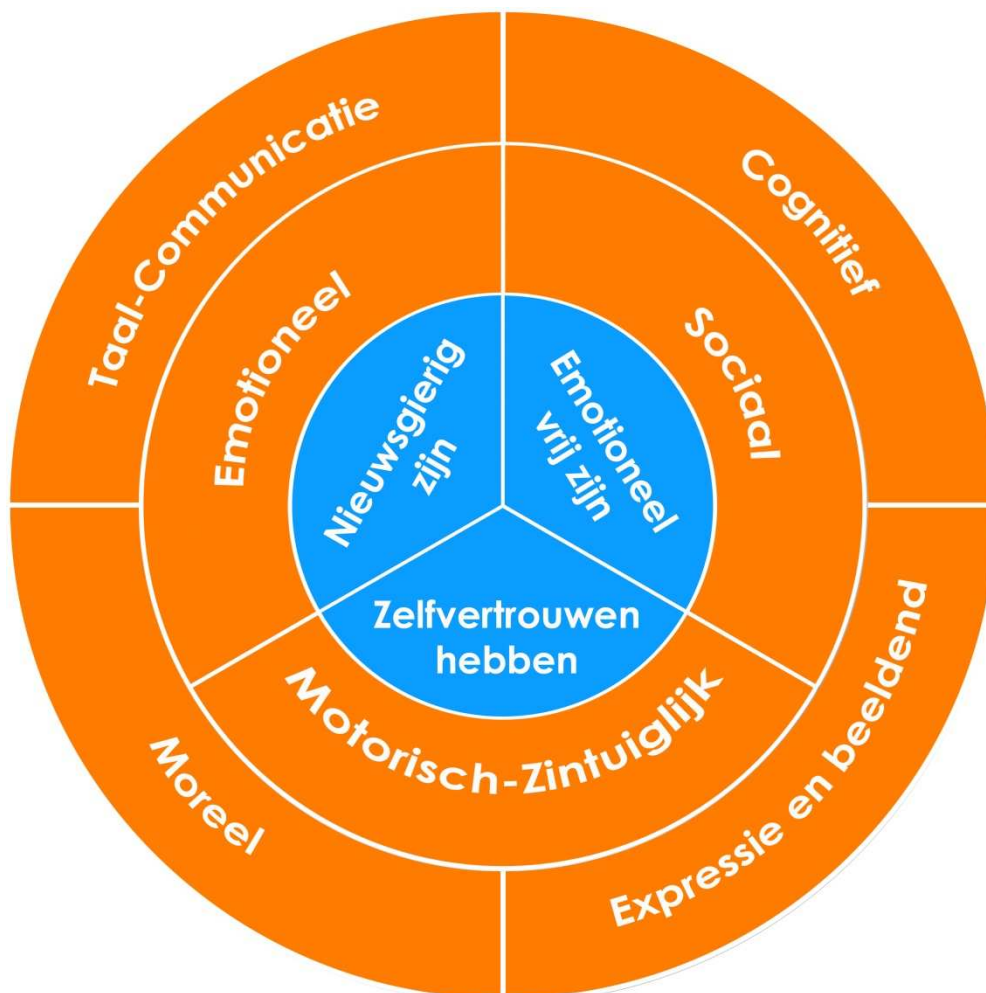 Taal-Communicatie
Cognitief
Emotioneel
Sociaal
Nieuwsgierig
zijn
Emotioneel
vrij zijn
Zelfvertrouwen
hebben
Motorisch-Zintuiglijk
Moreel
Expressie en beeldend